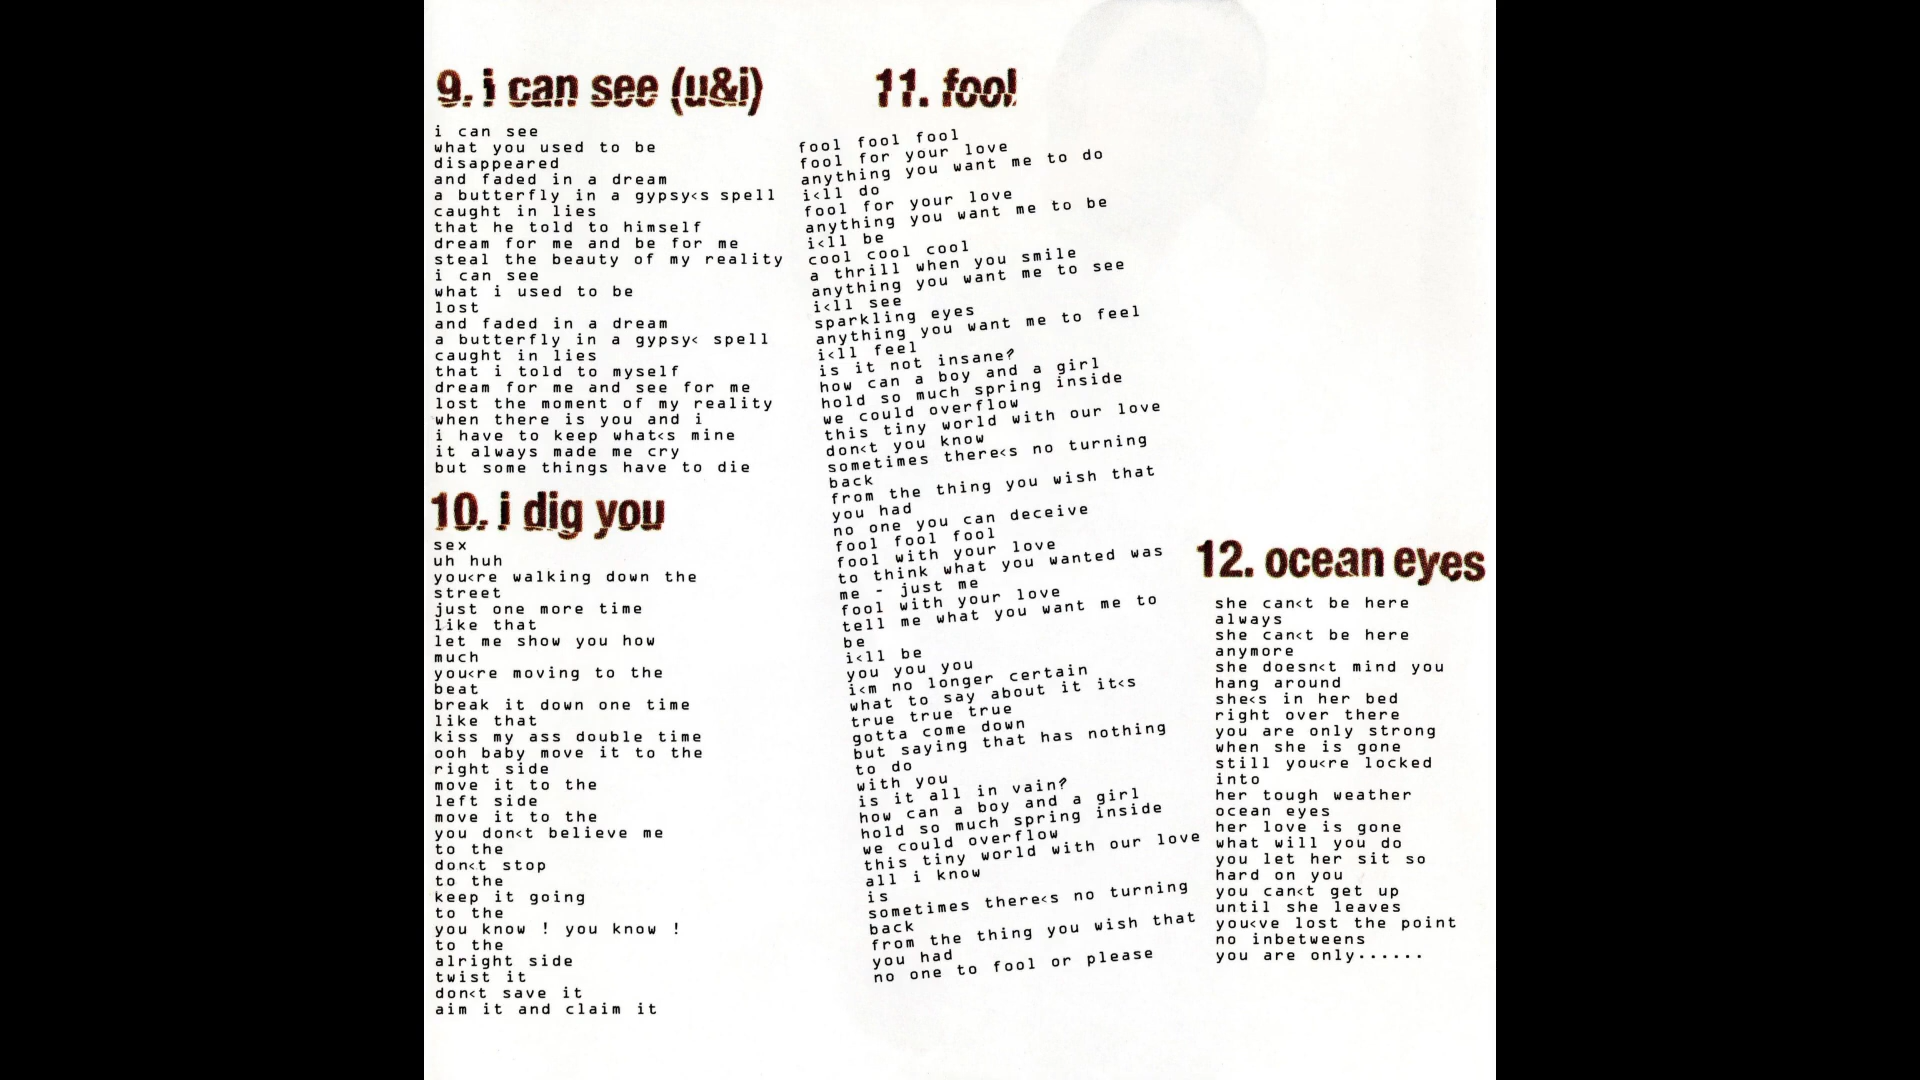 9. i can see (u&i)
i can see
what you used to be
disappeared
and faded in a dream
a butterfly in a gypsy<s spell
caught in lies
that he told to himself
dream for me and be for me
steal the beauty of my reality
i can see
what i used to be
lost
and faded in a dream
a butterfly in a gypsy< spell
caught in lies
that i told to myself
dream for me and see for me
lost the moment of my reality
when there is you and i
i have to keep what<s mine
it always made me cry
but some things have to die
10. i dig you
sex
uh huh
you<re walking down the
street
just one more time
like that
let me show you how
much
you<re moving to the
beat
break it down one time
like that
kiss my ass double time
ooh baby move it to the
right side
move it to the
left side
move it to the
you don<t believe me
to the
don<t stop
to the
keep it going
to the
you know ! you know !
to the
alright side
twist it
don<t save it
aim it and claim it
11. fool
fool fool fool
fool for your love
anything you want me to do
i<ll do
fool for your love
anything you want me to be
i<ll be
cool cool cool
a thrill when you smile
anything you want me to see
i<ll see
sparkling eyes
anything you want me to feel
i<ll feel
is it not insane?
how can a boy and a girl
hold so much spring inside
we could overflow
this tiny world with our love
don<t you know
sometimes there<s no turning
back
from the thing you wish that
you had
no one you can deceive
fool fool fool
fool with your love
to think what you wanted was
me - just me
fool with your love
tell me what you want me to
be
i<ll be
you you you
i<m no longer certain
what to say about it it<s
true true true
gotta come down
but saying that has nothing
to do
with you
is it all in vain?
how can a boy and a girl
hold so much spring inside
we could overflow
this tiny world with our love
all i know
is
sometimes there<s no turning
back
from the thing you wish that
you had
no one to fool or please
12. ocean eyes
she can<t be here
always
she can<t be here
anymore
she doesn<t mind you
hang around
she<s in her bed
right over there
you are only strong
when she is gone
still you<re locked
into
her tough weather
ocean eyes
her love is gone
what will you do
you let her sit so
hard on you
you can<t get up
until she leaves
you<ve lost the point
no inbetweens
you are only......